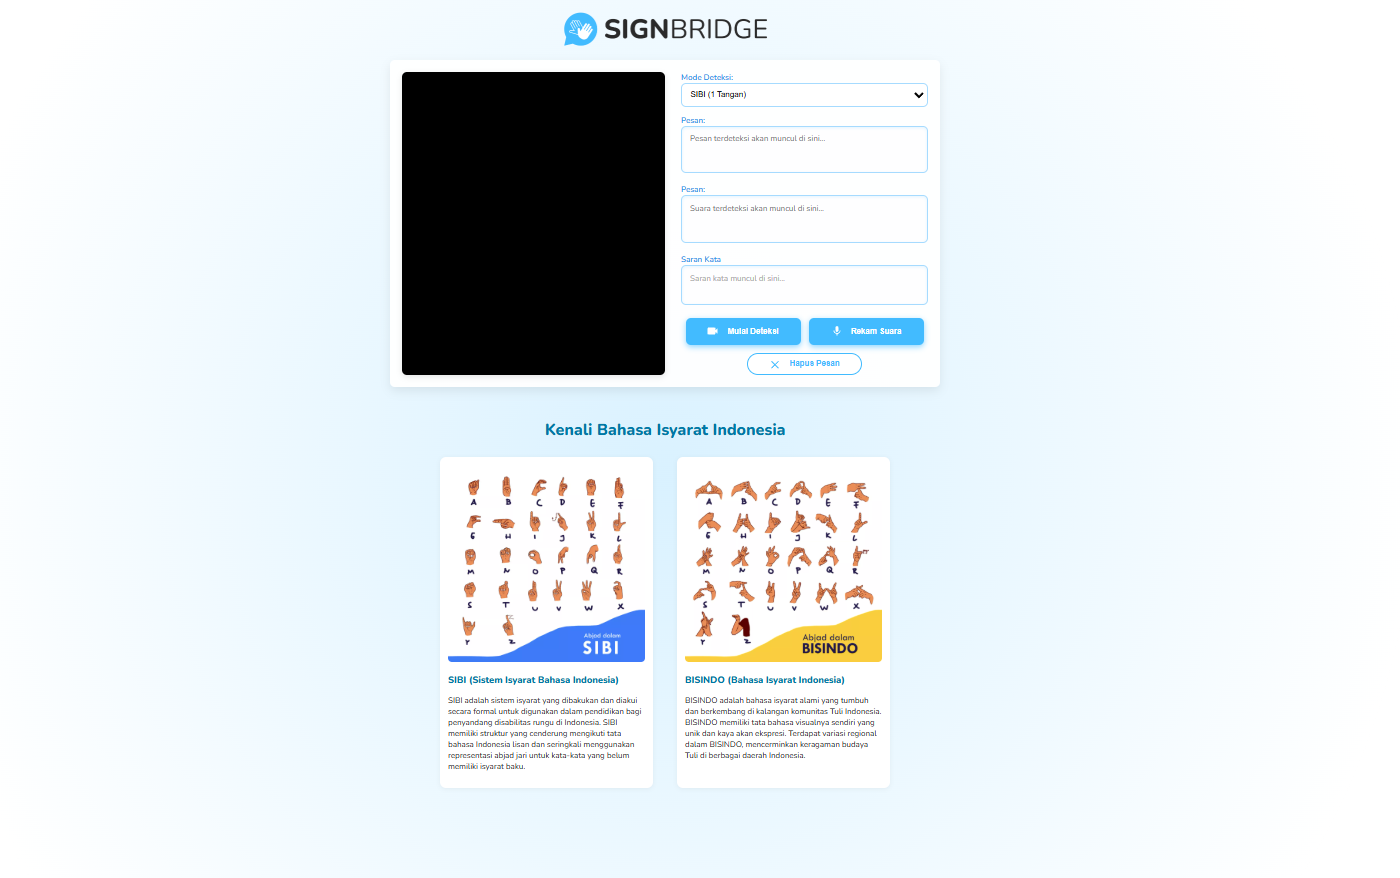 SIGNBRIDGE
Mode Deteksi:
SIBI (1 Tangan)
Pesan:
Pesan terdeteksi akan muncul di sini...
Pesan:
Suara terdeteksi akan muncul di sini...
Saran Kata
Saran kata muncul di sini...
Mulai Deteksi
Rekam Suara
Hapus Pesan
Kenali Bahasa Isyarat Indonesia
A B C D E F
G H I J K L
M N O P Q R
S T U V W X
Y Z
Abjad dalam
SIBI
SIBI (Sistem Isyarat Bahasa Indonesia)
SIBI adalah sistem isyarat yang dibakukan dan diakui
secara formal untuk digunakan dalam pendidikan bagi
penyandang disabilitas rungu di Indonesia. SIBI
memiliki struktur yang cenderung mengikuti tata
bahasa Indonesia lisan dan seringkali menggunakan
representasi abjad jari untuk kata-kata yang belum
memiliki isyarat baku.
A B C D E F
G H I J K L
M N O P Q R
S T U V W X
Y Z
Abjad dalam
BISINDO
BISINDO (Bahasa Isyarat Indonesia)
BISINDO adalah bahasa isyarat alami yang tumbuh
dan berkembang di kalangan komunitas Tuli Indonesia.
BISINDO memiliki tata bahasa visualnya sendiri yang
unik dan kaya akan ekspresi. Terdapat variasi regional
dalam BISINDO, mencerminkan keragaman budaya
Tuli di berbagai daerah Indonesia.